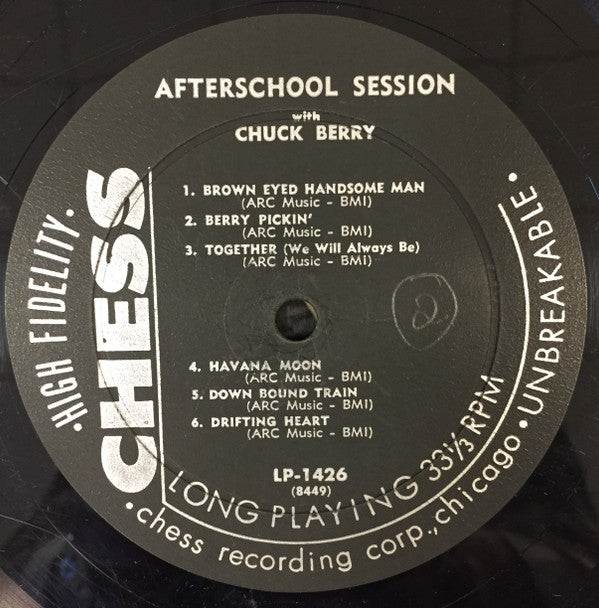 AFTERSCHOOL SESSION
with
CHUCK BERRY
1. BROWN EYED HANDSOME MAN
(ARC Music - BMI)
2. BERRY PICKIN'
(ARC Music - BMI)
3. TOGETHER (We Will Always Be)
(ARC Music - BMI)
4. HAVANA MOON
(ARC Music - BMI)
5. DOWN BOUND TRAIN
(ARC Music - BMI)
6. DRIFTING HEART
(ARC Music - BMI)
LP-1426
(8449)
CHESS
LONG PLAYING 33⅓ RPM
•HIGH FIDELITY•
•chess recording corp., chicago•
UNBREAKABLE•
2